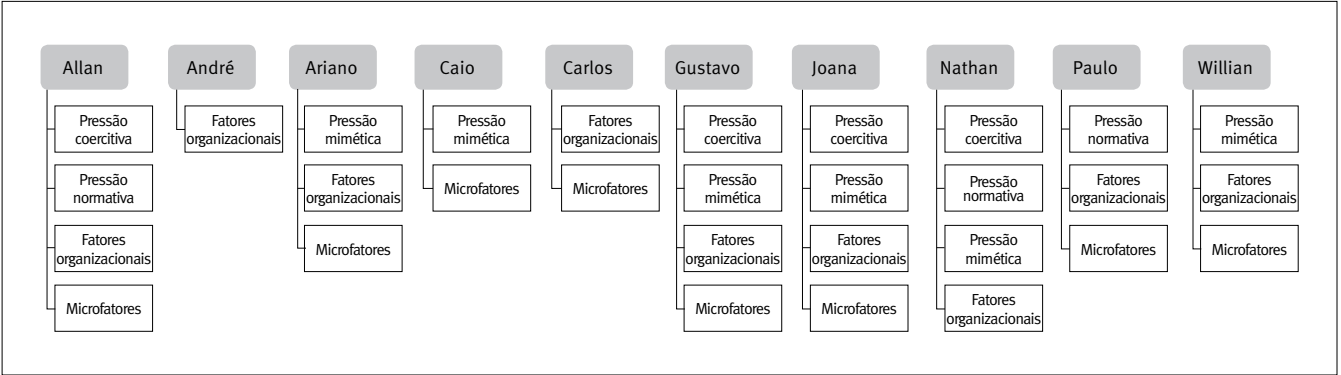 Allan
Pressão
coercitiva
Pressão
normativa
Fatores
organizacionais
Microfatores
André
Fatores
organizacionais
Ariano
Pressão
mimética
Fatores
organizacionais
Microfatores
Caio
Pressão
mimética
Microfatores
Carlos
Fatores
organizacionais
Microfatores
Gustavo
Pressão
coercitiva
Pressão
mimética
Fatores
organizacionais
Microfatores
Joana
Pressão
coercitiva
Pressão
mimética
Fatores
organizacionais
Microfatores
Nathan
Pressão
coercitiva
Pressão
normativa
Pressão
mimética
Fatores
organizacionais
Paulo
Pressão
normativa
Fatores
organizacionais
Microfatores
Willian
Pressão
mimética
Fatores
organizacionais
Microfatores